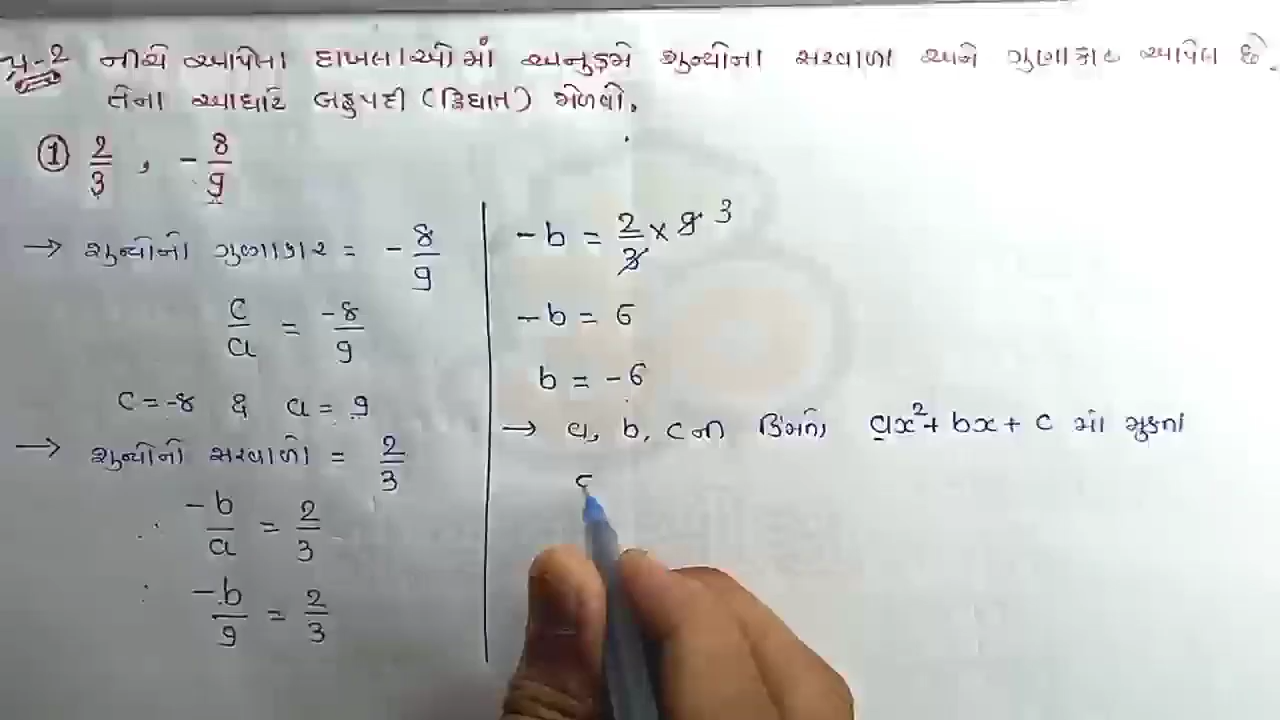 પ્ર-2 નીચે આપેલા દાખલાઓમાં અનુક્રમે શૂન્યોના સરવાળા અને ગુણાકાર આપેલ છે.
તેના આધારે બહુપદી (દ્વિઘાત) મેળવો.
① 2/3 , -8/9
→ શૂન્યોનો ગુણાકાર = -8/9
c/a = -8/9
c = -8 & a = 9
→ શૂન્યોનો સરવાળો = 2/3
∴ -b/a = 2/3
∴ -b/9 = 2/3
-b = 2/3 × 9 3
-b = 6
b = -6
→ a, b, c ની કિંમત ax² + bx + c માં મુકતા